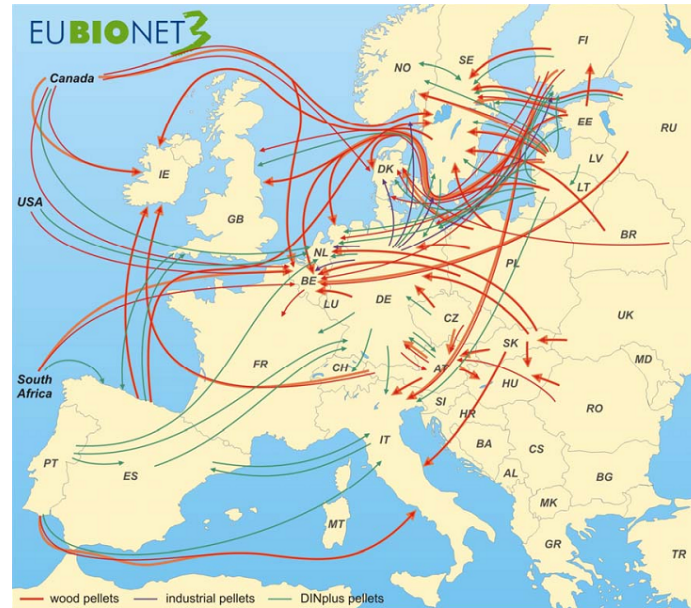 EUBIONET3
FI
NO
SE
Canada
EE
RU
LV
IE
DK
LT
USA
GB
BR
NL
PL
BE
DE
LU
CZ
UK
SK
MD
FR
CH
AT
HU
South
Africa
SI
RO
HR
IT
BA
CS
PT
ES
BG
AL
MK
MT
GR
TR
wood pellets
industrial pellets
DINplus pellets